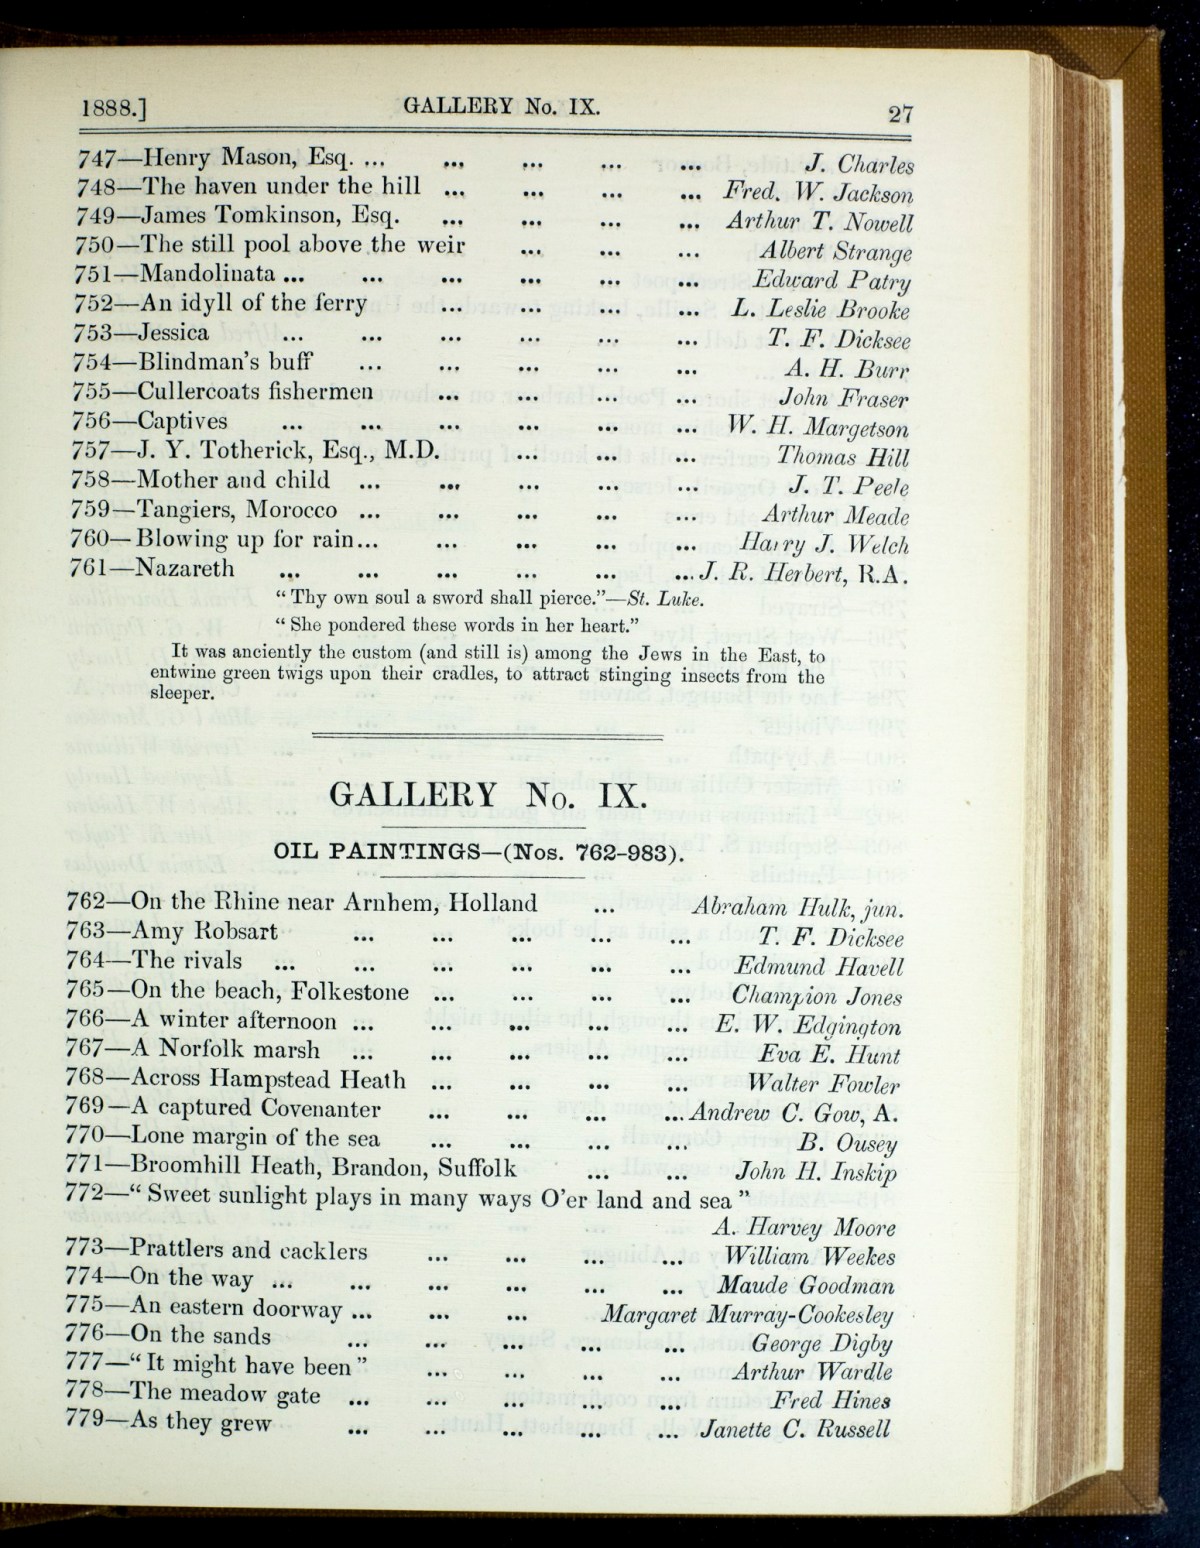 1888.] GALLERY No. IX. 27
747—Henry Mason, Esq. ... ... ... ... ... J. Charles
748—The haven under the hill ... ... ... ... Fred. W. Jackson
749—James Tomkinson, Esq. ... ... ... ... Arthur T. Nowell
750—The still pool above the weir ... ... ... Albert Strange
751—Mandolinata ... ... ... ... ... ... Edward Patry
752—An idyll of the ferry ... ... ... ... L. Leslie Brooke
753—Jessica ... ... ... ... ... ... T. F. Dicksee
754—Blindman's buff ... ... ... ... ... A. H. Burr
755—Cullercoats fishermen ... ... ... ... John Fraser
756—Captives ... ... ... ... ... ... W. H. Margetson
757—J. Y. Totherick, Esq., M.D. ... ... ... Thomas Hill
758—Mother and child ... ... ... ... ... J. T. Peele
759—Tangiers, Morocco ... ... ... ... ... Arthur Meade
760—Blowing up for rain... ... ... ... ... Harry J. Welch
761—Nazareth ... ... ... ... ... ... J. R. Herbert, R.A.
“Thy own soul a sword shall pierce.”—St. Luke.
“She pondered these words in her heart.”
It was anciently the custom (and still is) among the Jews in the East, to
entwine green twigs upon their cradles, to attract stinging insects from the
sleeper.
GALLERY No. IX.
OIL PAINTINGS—(Nos. 762-983).
762—On the Rhine near Arnhem, Holland ... Abraham Hulk, jun.
763—Amy Robsart ... ... ... ... ... T. F. Dicksee
764—The rivals ... ... ... ... ... ... Edmund Havell
765—On the beach, Folkestone ... ... ... ... Champion Jones
766—A winter afternoon ... ... ... ... ... E. W. Edgington
767—A Norfolk marsh ... ... ... ... ... Eva E. Hunt
768—Across Hampstead Heath ... ... ... ... Walter Fowler
769—A captured Covenanter ... ... ... ... Andrew C. Gow, A.
770—Lone margin of the sea ... ... ... ... B. Ousey
771—Broomhill Heath, Brandon, Suffolk ... ... John H. Inskip
772—“Sweet sunlight plays in many ways O'er land and sea”
A. Harvey Moore
773—Prattlers and cacklers ... ... ... ... William Weekes
774—On the way ... ... ... ... ... ... Maude Goodman
775—An eastern doorway ... ... ... Margaret Murray-Cookesley
776—On the sands ... ... ... ... ... George Digby
777—“It might have been” ... ... ... ... Arthur Wardle
778—The meadow gate ... ... ... ... ... Fred Hines
779—As they grew ... ... ... ... ... Janette C. Russell